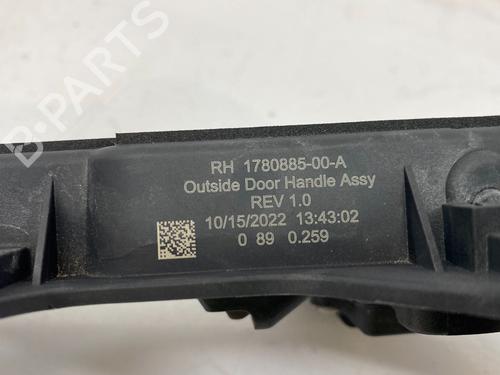 B-PARTS
RH 1780885-00-A
Outside Door Handle Assy
REV 1.0
10/15/2022 13:43:02
0 89 0.259